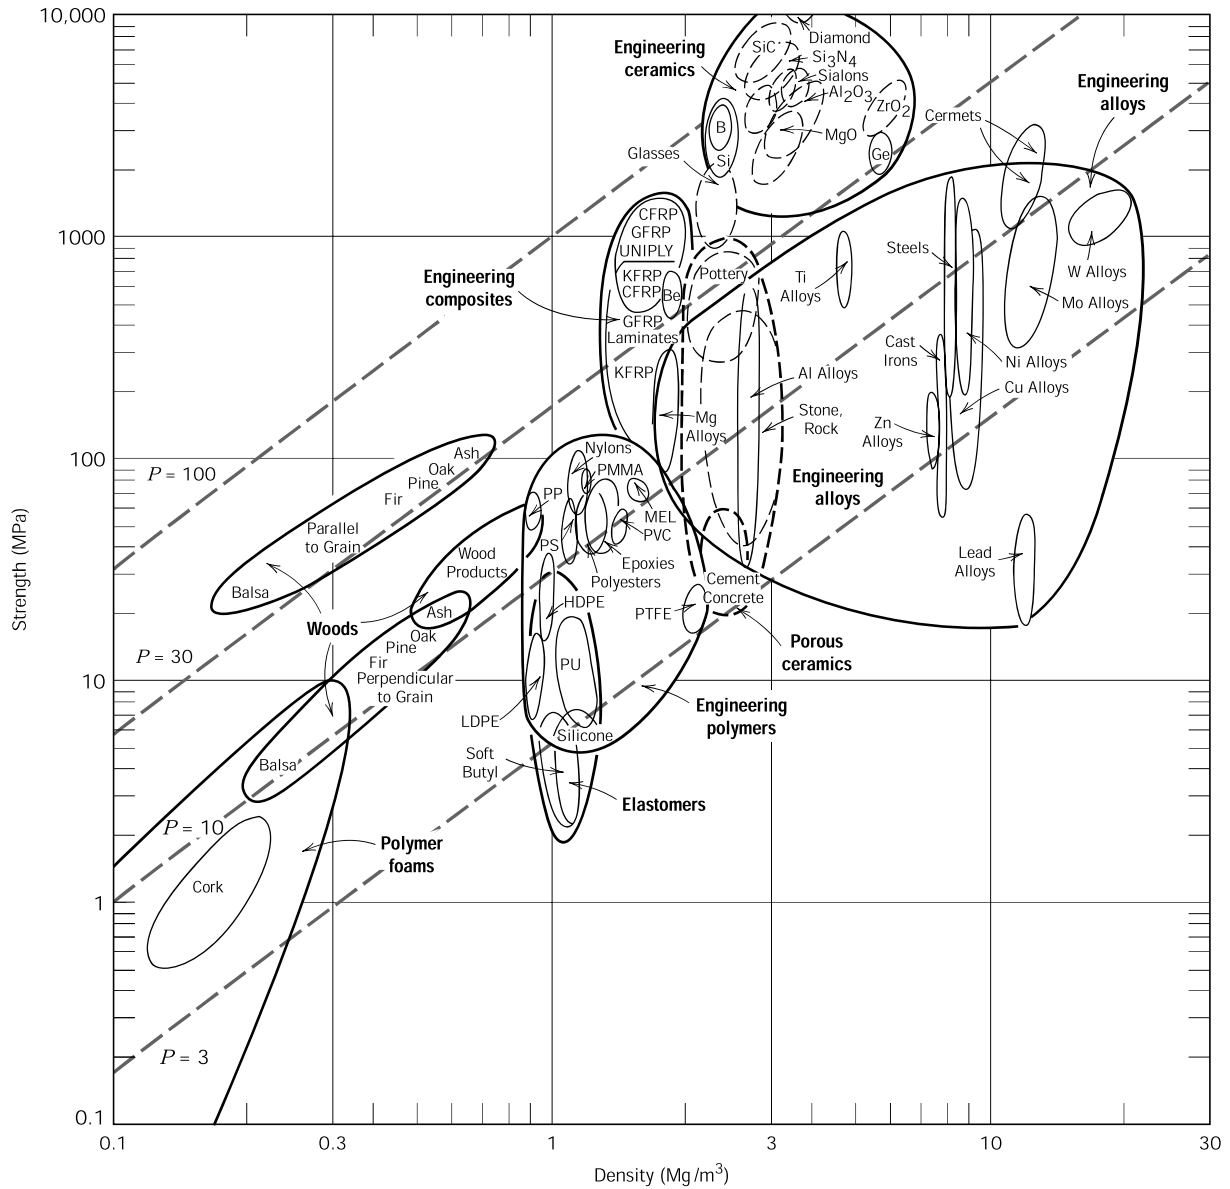 10,000
Diamond
SiC
Si3N4
Engineering
ceramics
Sialons
Al2O3
ZrO2
Engineering
alloys
Cermets
B
MgO
Glasses
Si
Ge
CFRP
GFRP
UNIPLY
1000
Steels
KFRP
CFRP
Be
Pottery
Ti
Alloys
W Alloys
Engineering
composites
Mo Alloys
GFRP
Laminates
Cast
Irons
Ni Alloys
KFRP
Al Alloys
Cu Alloys
Mg
Alloys
Stone,
Rock
Zn
Alloys
100
P = 100
Ash
Oak
Pine
Fir
Nylons
PMMA
Engineering
alloys
PP
MEL
PVC
Parallel
to Grain
PS
Epoxies
Polyesters
Wood
Products
Lead
Alloys
Balsa
Cement
Concrete
HDPE
PTFE
Ash
Woods
Oak
Pine
Fir
Perpendicular
to Grain
P = 30
Porous
ceramics
PU
10
Engineering
polymers
LDPE
Silicone
Soft
Butyl
Balsa
Elastomers
P = 10
Polymer
foams
Cork
1
P = 3
0.1
0.1
0.3
1
3
10
30
Strength (MPa)
Density (Mg/m3)